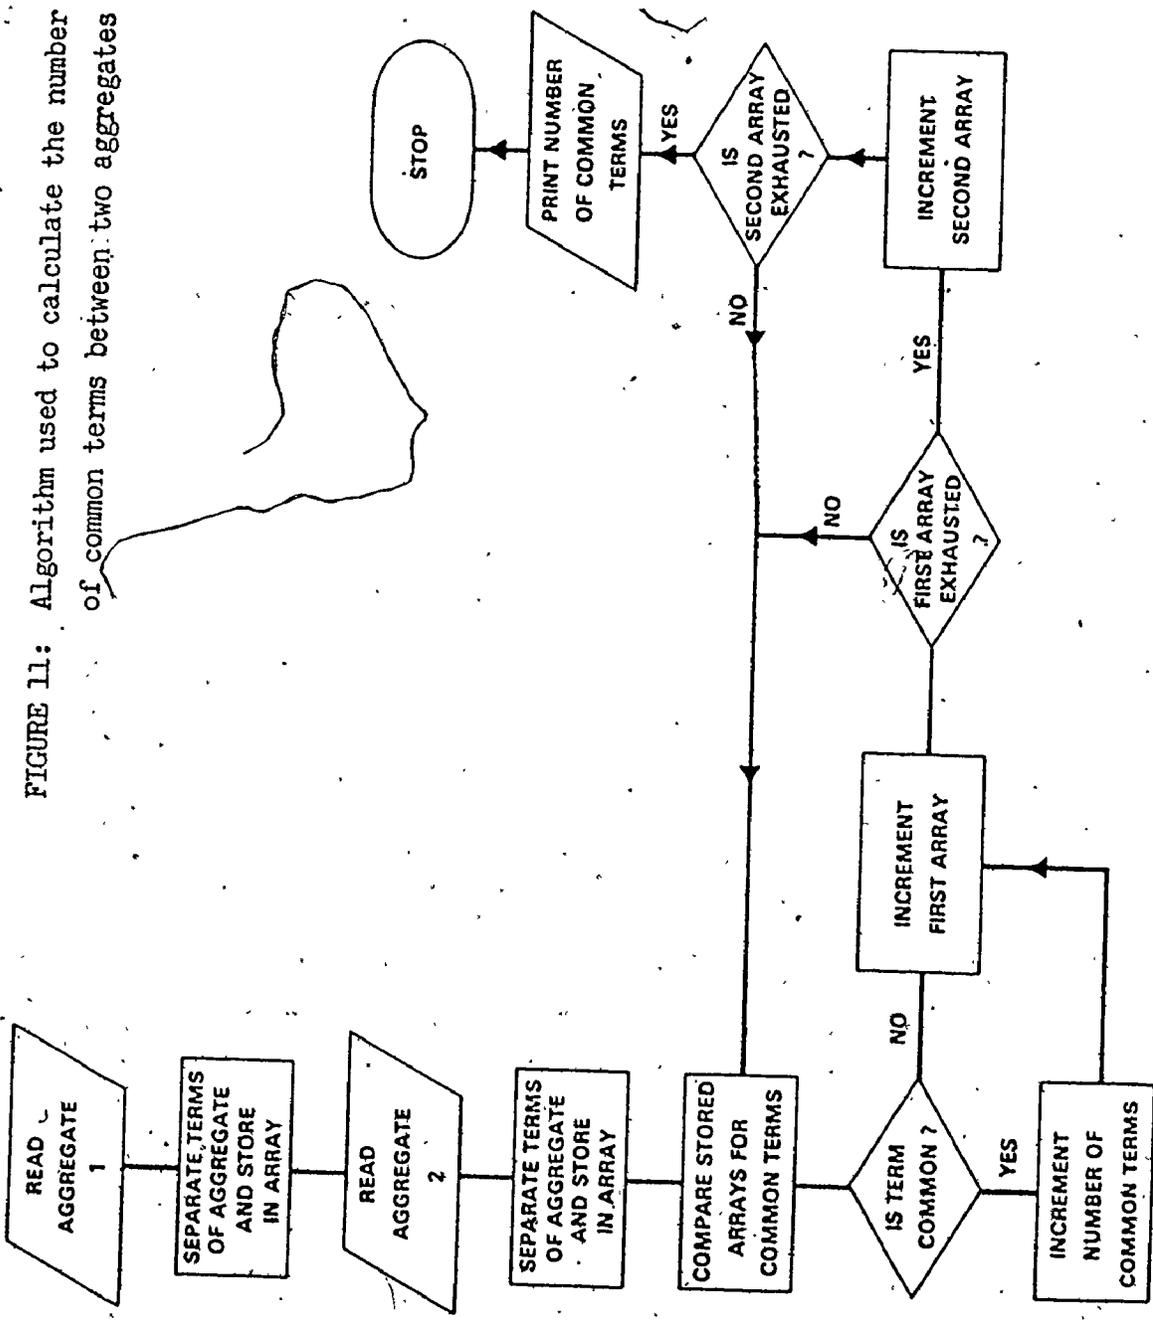 FIGURE 11: Algorithm used to calculate the number
of common terms between two aggregates
READ
AGGREGATE
1
SEPARATE TERMS
OF AGGREGATE
AND STORE
IN ARRAY
READ
AGGREGATE
2
SEPARATE TERMS
OF AGGREGATE
AND STORE
IN ARRAY
COMPARE STORED
ARRAYS FOR
COMMON TERMS
IS TERM
COMMON ?
YES
INCREMENT
NUMBER OF
COMMON TERMS
NO
INCREMENT
FIRST ARRAY
IS
FIRST ARRAY
EXHAUSTED
?
NO
YES
INCREMENT
SECOND ARRAY
IS
SECOND ARRAY
EXHAUSTED
?
NO
YES
PRINT NUMBER
OF COMMON
TERMS
STOP